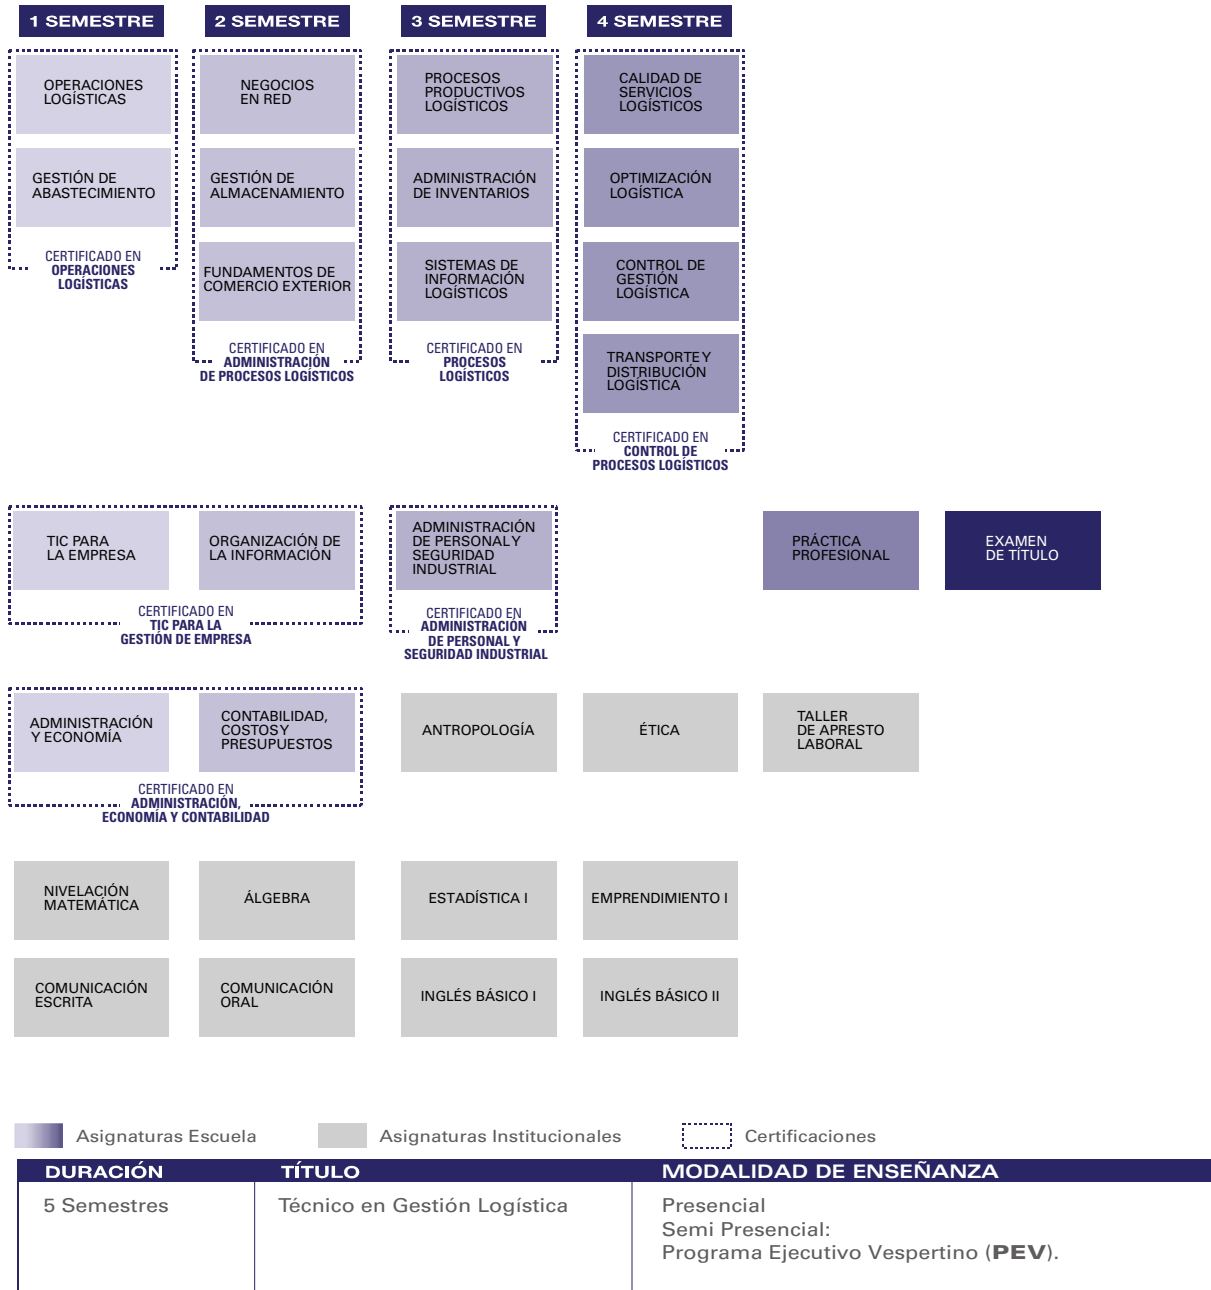 1 SEMESTRE
2 SEMESTRE
3 SEMESTRE
4 SEMESTRE
OPERACIONES
LOGÍSTICAS
NEGOCIOS
EN RED
PROCESOS
PRODUCTIVOS
LOGÍSTICOS
CALIDAD DE
SERVICIOS
LOGÍSTICOS
GESTIÓN DE
ABASTECIMIENTO
GESTIÓN DE
ALMACENAMIENTO
ADMINISTRACIÓN
DE INVENTARIOS
OPTIMIZACIÓN
LOGÍSTICA
CERTIFICADO EN
OPERACIONES
LOGÍSTICAS
FUNDAMENTOS DE
COMERCIO EXTERIOR
SISTEMAS DE
INFORMACIÓN
LOGÍSTICOS
CONTROL DE
GESTIÓN
LOGÍSTICA
CERTIFICADO EN
ADMINISTRACIÓN
DE PROCESOS LOGÍSTICOS
CERTIFICADO EN
PROCESOS
LOGÍSTICOS
TRANSPORTE Y
DISTRIBUCIÓN
LOGÍSTICA
CERTIFICADO EN
CONTROL DE
PROCESOS LOGÍSTICOS
TIC PARA
LA EMPRESA
ORGANIZACIÓN DE
LA INFORMACIÓN
ADMINISTRACIÓN
DE PERSONAL Y
SEGURIDAD
INDUSTRIAL
PRÁCTICA
PROFESIONAL
EXAMEN
DE TÍTULO
CERTIFICADO EN
TIC PARA LA
GESTIÓN DE EMPRESA
CERTIFICADO EN
ADMINISTRACIÓN
DE PERSONAL Y
SEGURIDAD INDUSTRIAL
ADMINISTRACIÓN
Y ECONOMÍA
CONTABILIDAD,
COSTOS Y
PRESUPUESTOS
ANTROPOLOGÍA
ÉTICA
TALLER
DE APRESTO
LABORAL
CERTIFICADO EN
ADMINISTRACIÓN,
ECONOMÍA Y CONTABILIDAD
NIVELACIÓN
MATEMÁTICA
ÁLGEBRA
ESTADÍSTICA I
EMPRENDIMIENTO I
COMUNICACIÓN
ESCRITA
COMUNICACIÓN
ORAL
INGLÉS BÁSICO I
INGLÉS BÁSICO II
Asignaturas Escuela
Asignaturas Institucionales
Certificaciones
DURACIÓN
TÍTULO
MODALIDAD DE ENSEÑANZA
5 Semestres
Técnico en Gestión Logística
Presencial
Semi Presencial:
Programa Ejecutivo Vespertino (PEV).